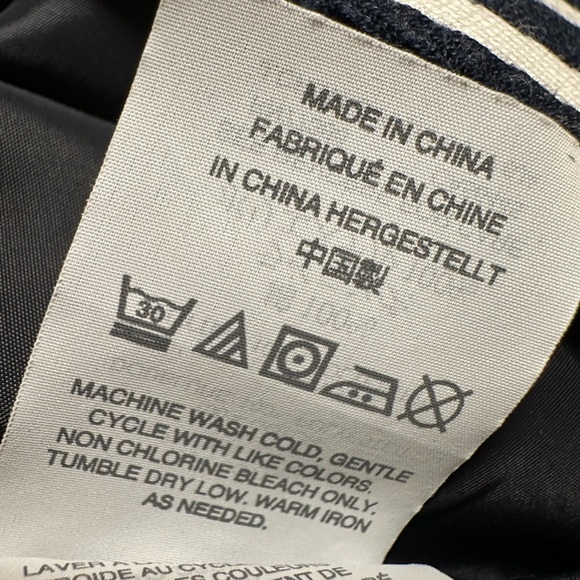 MADE IN CHINA
FABRIQUÉ EN CHINE
IN CHINA HERGESTELLT
中国製
30
MACHINE WASH COLD, GENTLE
CYCLE WITH LIKE COLORS.
NON CHLORINE BLEACH ONLY.
TUMBLE DRY LOW. WARM IRON
AS NEEDED.